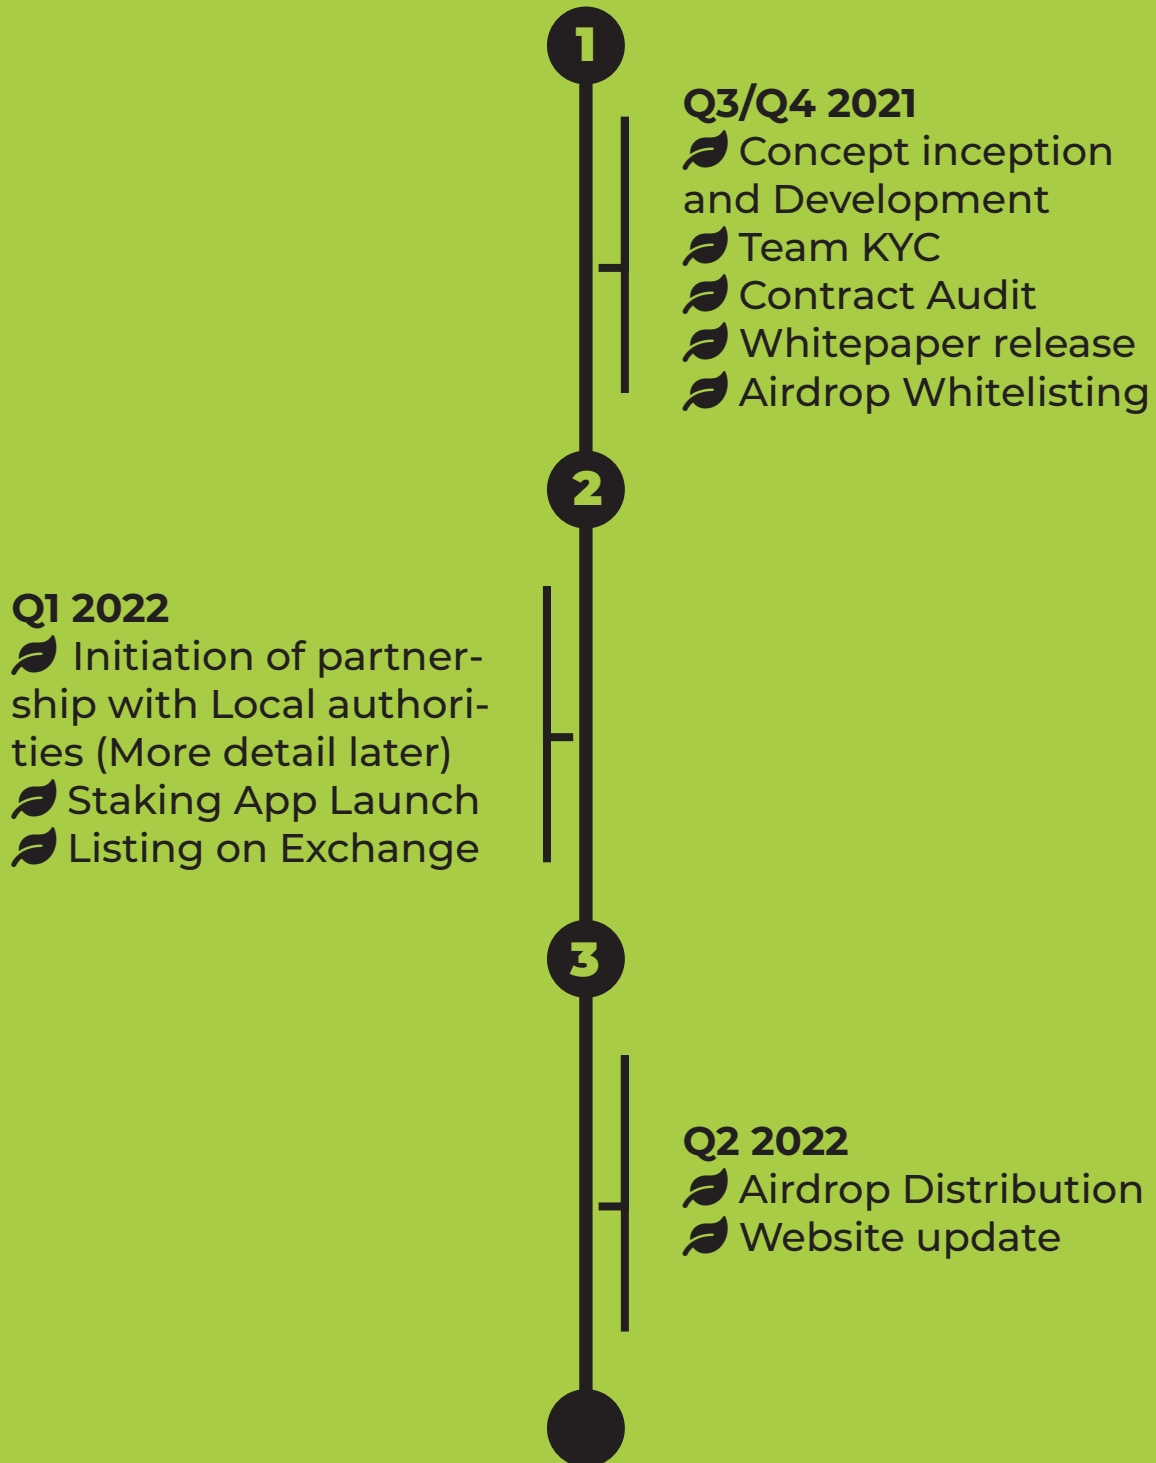 1
Q3/Q4 2021
Concept inception
and Development
Team KYC
Contract Audit
Whitepaper release
Airdrop Whitelisting
2
Q1 2022
Initiation of partner-
ship with Local authori-
ties (More detail later)
Staking App Launch
Listing on Exchange
3
Q2 2022
Airdrop Distribution
Website update